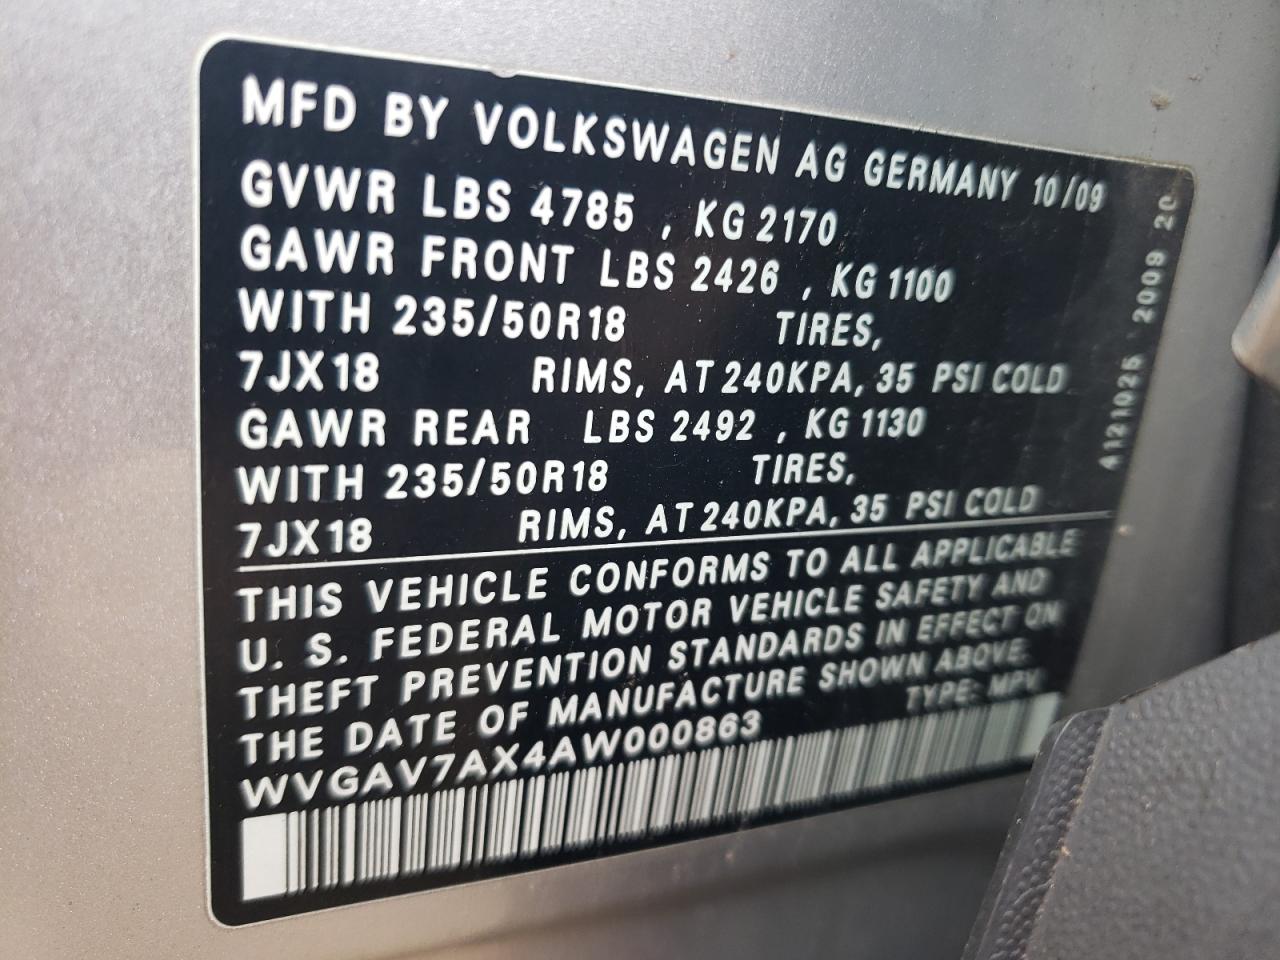 MFD BY VOLKSWAGEN AG GERMANY 10/09
GVWR LBS 4785 , KG 2170
GAWR FRONT LBS 2426 , KG 1100
WITH 235/50R18 TIRES,
7JX18 RIMS, AT 240KPA, 35 PSI COLD
GAWR REAR LBS 2492 , KG 1130
WITH 235/50R18 TIRES,
7JX18 RIMS, AT 240KPA, 35 PSI COLD
THIS VEHICLE CONFORMS TO ALL APPLICABLE
U. S. FEDERAL MOTOR VEHICLE SAFETY AND
THEFT PREVENTION STANDARDS IN EFFECT ON
THE DATE OF MANUFACTURE SHOWN ABOVE.
TYPE: MPV
WVGAV7AX4AW000863
4121025 2009 20